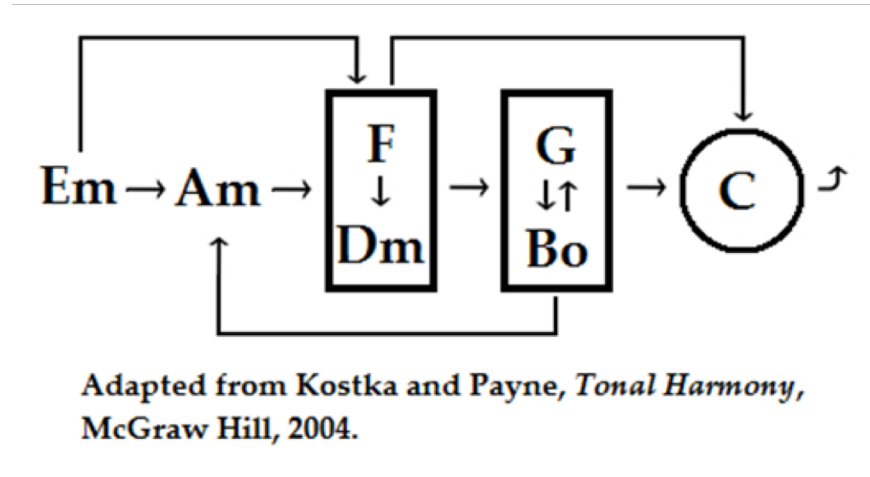 F
G
Em → Am →
↓
→
↓↑
→
C
Dm
Bo
Adapted from Kostka and Payne, Tonal Harmony,
McGraw Hill, 2004.